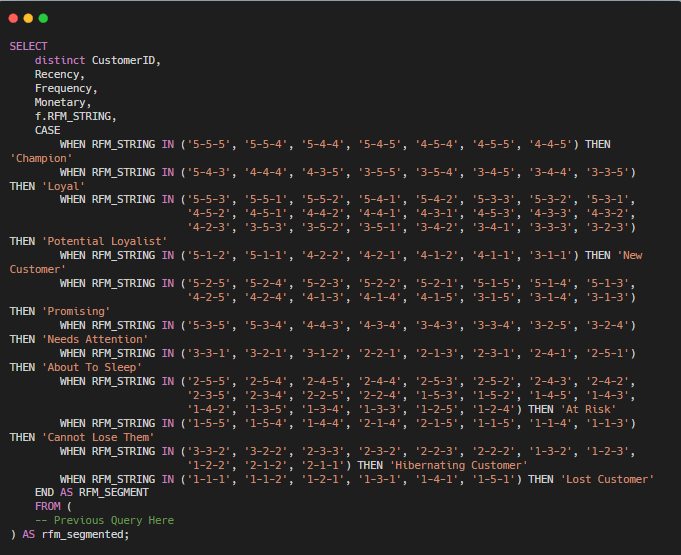 SELECT
distinct CustomerID,
Recency,
Frequency,
Monetary,
f.RFM_STRING,
CASE
WHEN RFM_STRING IN ('5-5-5', '5-5-4', '5-4-4', '5-4-5', '4-5-4', '4-5-5', '4-4-5') THEN
'Champion'
WHEN RFM_STRING IN ('5-4-3', '4-4-4', '4-3-5', '3-5-5', '3-5-4', '3-4-5', '3-4-4', '3-3-5')
THEN 'Loyal'
WHEN RFM_STRING IN ('5-5-3', '5-5-1', '5-5-2', '5-4-1', '5-4-2', '5-3-3', '5-3-2', '5-3-1',
'4-5-2', '4-5-1', '4-4-2', '4-4-1', '4-3-1', '4-5-3', '4-3-3', '4-3-2',
'4-2-3', '3-5-3', '3-5-2', '3-5-1', '3-4-2', '3-4-1', '3-3-3', '3-2-3')
THEN 'Potential Loyalist'
WHEN RFM_STRING IN ('5-1-2', '5-1-1', '4-2-2', '4-2-1', '4-1-2', '4-1-1', '3-1-1') THEN 'New
Customer'
WHEN RFM_STRING IN ('5-2-5', '5-2-4', '5-2-3', '5-2-2', '5-2-1', '5-1-5', '5-1-4', '5-1-3',
'4-2-5', '4-2-4', '4-1-3', '4-1-4', '4-1-5', '3-1-5', '3-1-4', '3-1-3')
THEN 'Promising'
WHEN RFM_STRING IN ('5-3-5', '5-3-4', '4-4-3', '4-3-4', '3-4-3', '3-3-4', '3-2-5', '3-2-4')
THEN 'Needs Attention'
WHEN RFM_STRING IN ('3-3-1', '3-2-1', '3-1-2', '2-2-1', '2-1-3', '2-3-1', '2-4-1', '2-5-1')
THEN 'About To Sleep'
WHEN RFM_STRING IN ('2-5-5', '2-5-4', '2-4-5', '2-4-4', '2-5-3', '2-5-2', '2-4-3', '2-4-2',
'2-3-5', '2-3-4', '2-2-5', '2-2-4', '1-5-3', '1-5-2', '1-4-5', '1-4-3',
'1-4-2', '1-3-5', '1-3-4', '1-3-3', '1-2-5', '1-2-4') THEN 'At Risk'
WHEN RFM_STRING IN ('1-5-5', '1-5-4', '1-4-4', '2-1-4', '2-1-5', '1-1-5', '1-1-4', '1-1-3')
THEN 'Cannot Lose Them'
WHEN RFM_STRING IN ('3-3-2', '3-2-2', '2-3-3', '2-3-2', '2-2-3', '2-2-2', '1-3-2', '1-2-3',
'1-2-2', '2-1-2', '2-1-1') THEN 'Hibernating Customer'
WHEN RFM_STRING IN ('1-1-1', '1-1-2', '1-2-1', '1-3-1', '1-4-1', '1-5-1') THEN 'Lost Customer'
END AS RFM_SEGMENT
FROM (
-- Previous Query Here
) AS rfm_segmented;